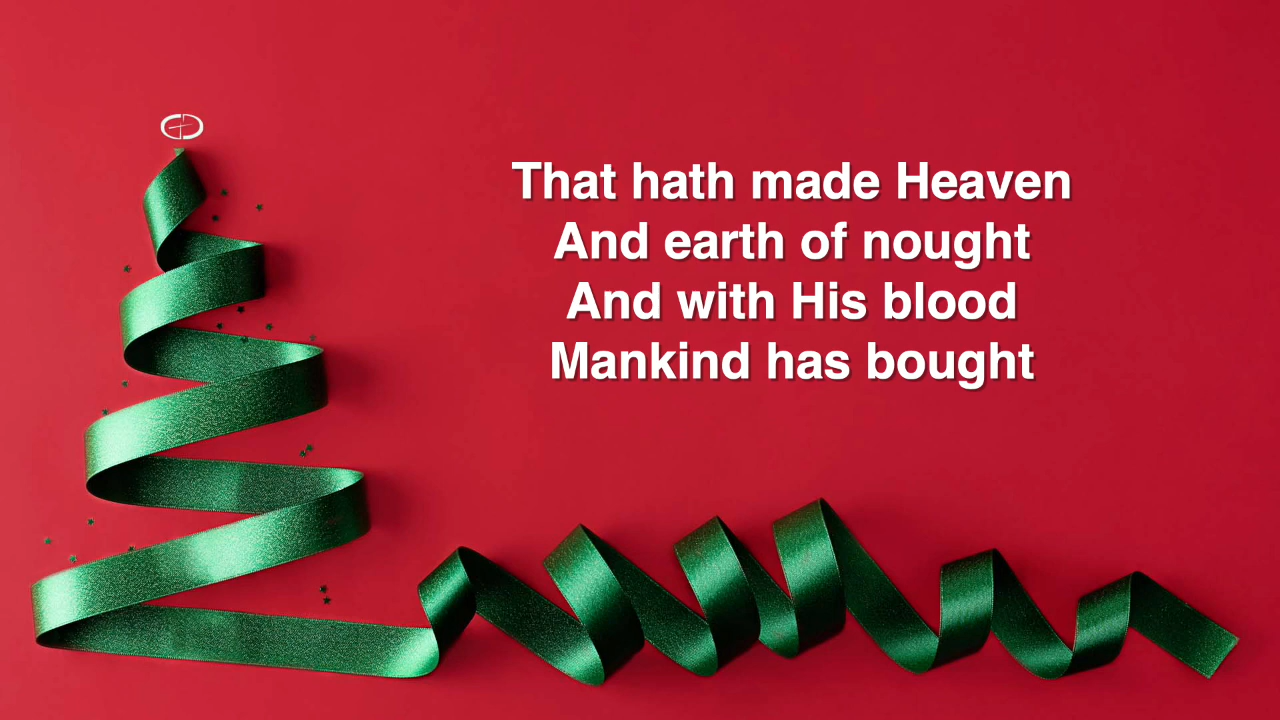 That hath made Heaven
And earth of nought
And with His blood
Mankind has bought